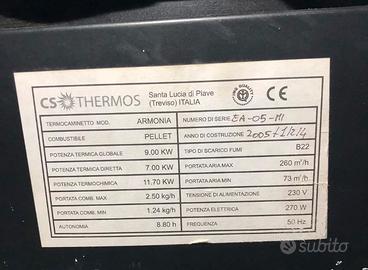 CS THERMOS
Santa Lucia di Piave
(Treviso) ITALIA
CE
TERMOCAMINETTO MOD. ARMONIA NUMERO DI SERIE EA-05-MI
COMBUSTIBILE PELLET ANNO DI COSTRUZIONE
POTENZA TERMICA GLOBALE 9.00 KW TIPO DI SCARICO FUMI B22
POTENZA TERMICA DIRETTA 7.00 KW PORTATA ARIA MAX 260 m³/h
POTENZA TERMOCHIMICA 11.70 KW PORTATA ARIA MIN 73 m³/h
PORTATA COMB. MAX 2.50 kg/h TENSIONE DI ALIMENTAZIONE 230 V
PORTATA COMB. MIN 1.24 kg/h POTENZA ELETTRICA 270 W
AUTONOMIA 8.80 h FREQUENZA 50 Hz
subito